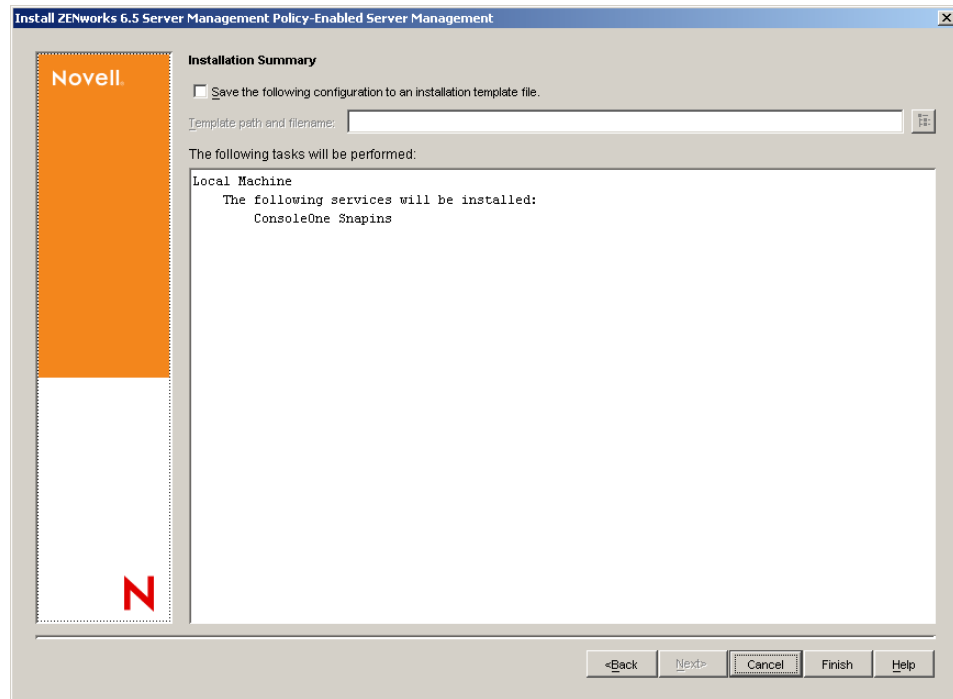 Install ZENworks 6.5 Server Management Policy-Enabled Server Management
Novell.
Installation Summary
Save the following configuration to an installation template file.
Template path and filename:
The following tasks will be performed:
Local Machine
The following services will be installed:
ConsoleOne Snapins
N
<Back
Next>
Cancel
Finish
Help